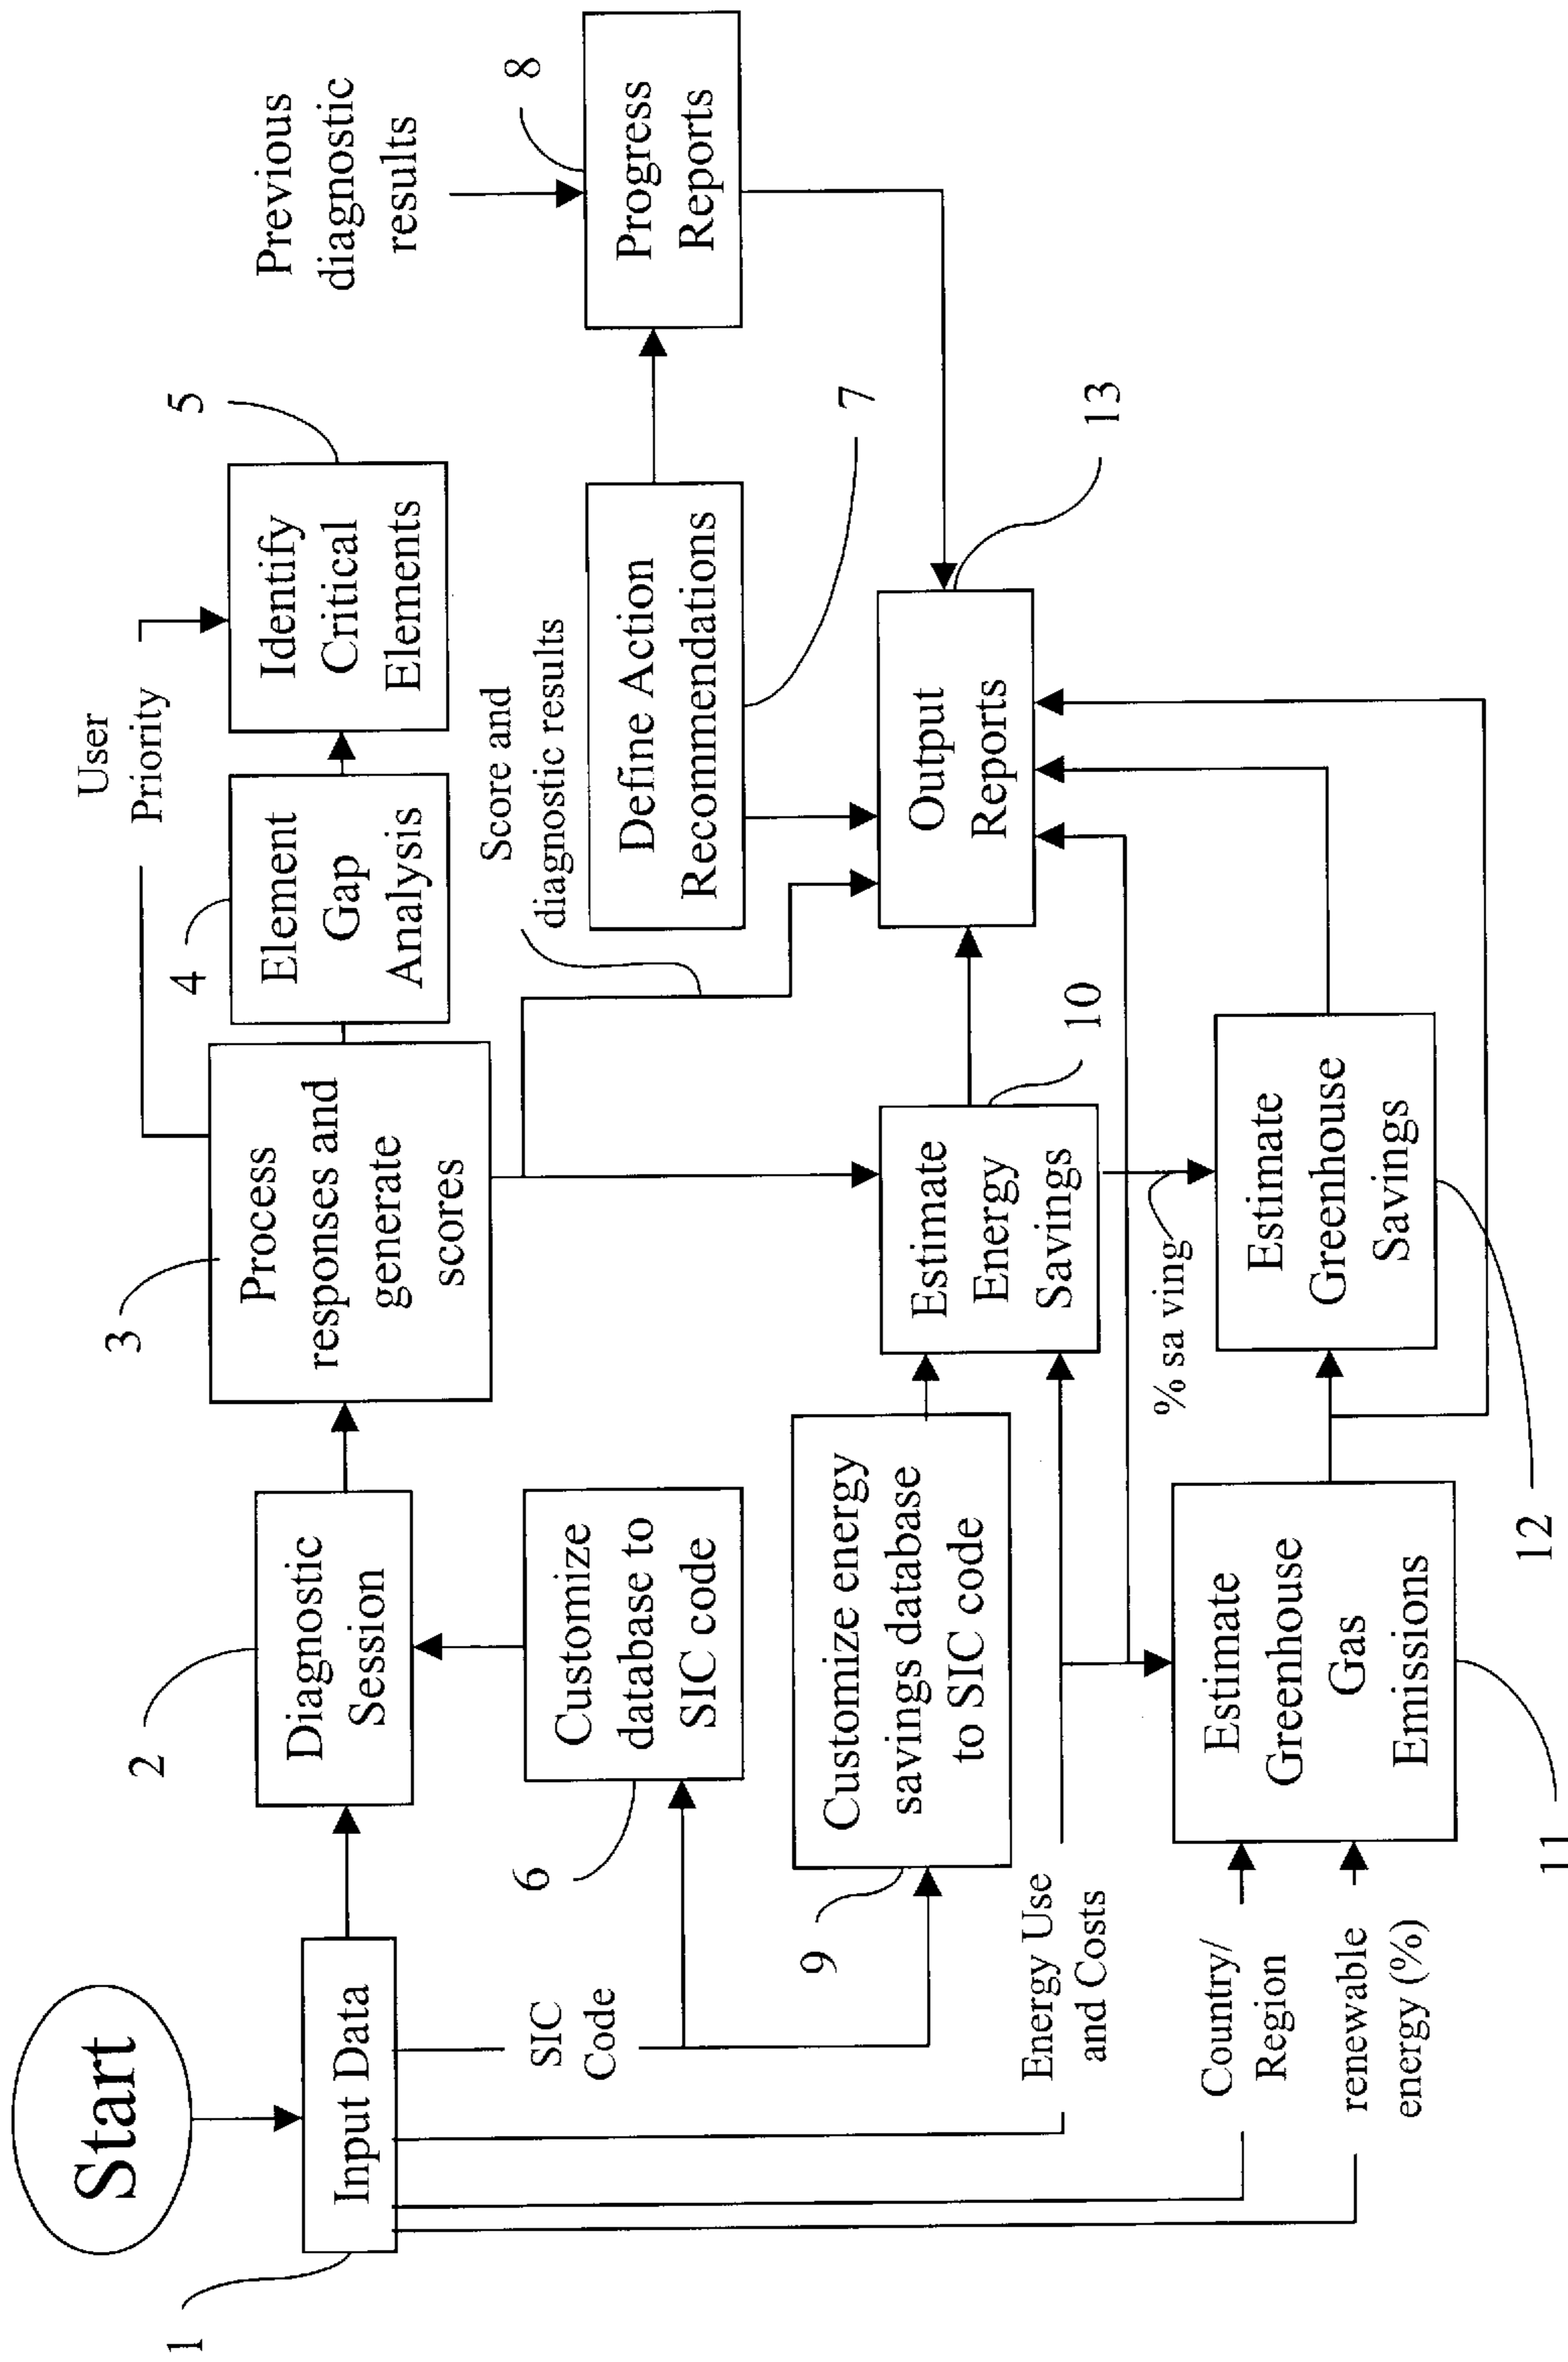 Start
1
Input Data
2
Diagnostic
Session
3
Process
responses and
generate
scores
4
Element
Gap
Analysis
User
Priority
5
Identify
Critical
Elements
Previous
diagnostic
results
8
Progress
Reports
SIC
Code
6
Customize
database to
SIC code
Score and
diagnostic results
Define Action
Recommendations
7
9
Customize energy
savings database
to SIC code
Estimate
Energy
Savings
10
Output
Reports
13
Energy Use
and Costs
% sa ving
Country/
Region
renewable
energy (%)
Estimate
Greenhouse
Gas
Emissions
11
Estimate
Greenhouse
Savings
12